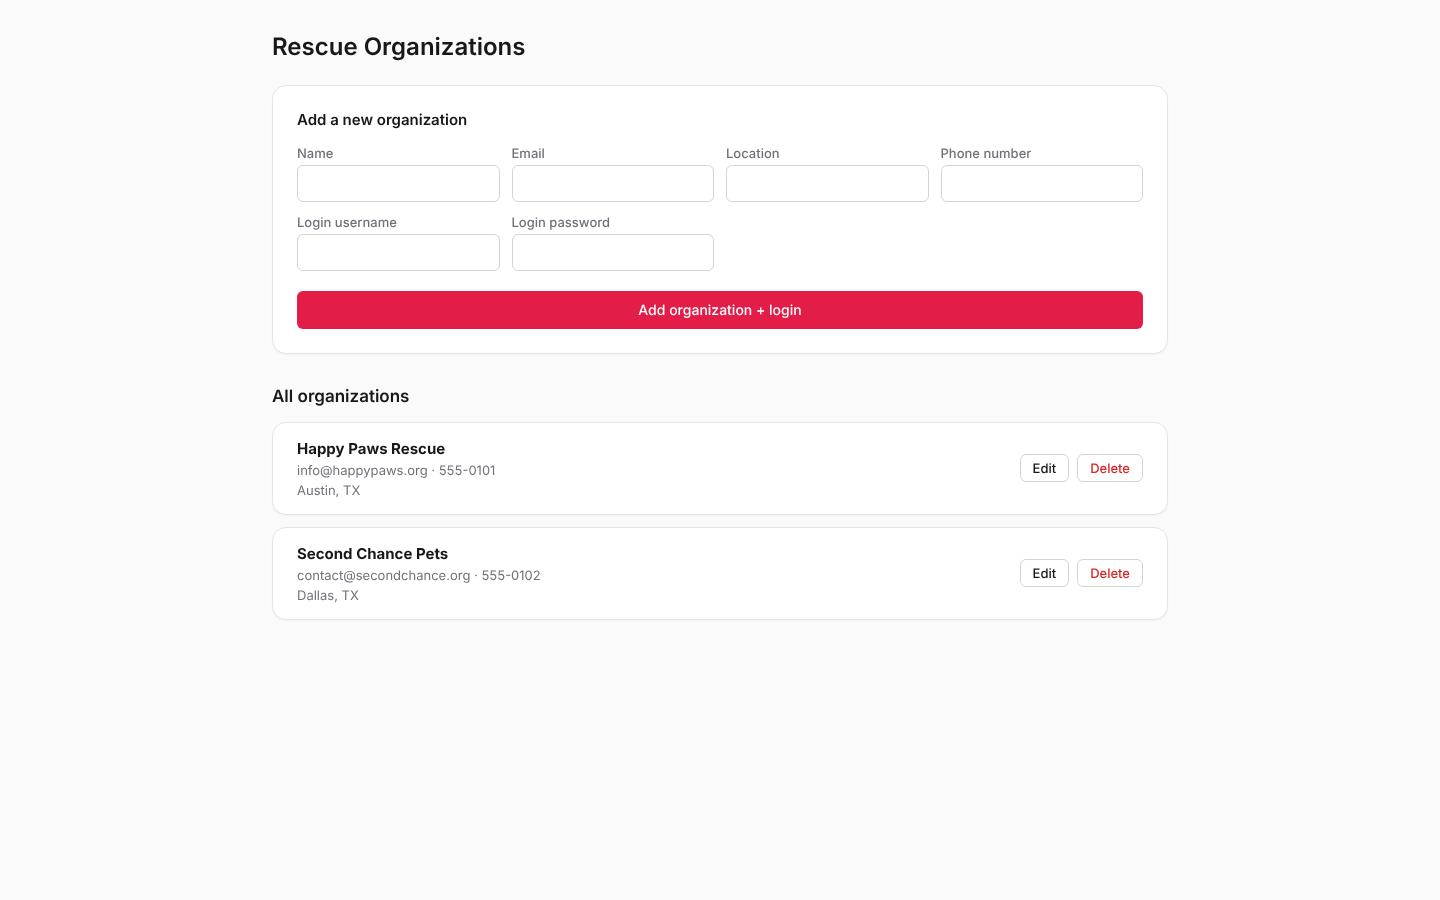 Rescue Organizations
Add a new organization
Name Email Location Phone number
Login username Login password
Add organization + login
All organizations
Happy Paws Rescue
info@happypaws.org · 555-0101
Austin, TX
Edit Delete
Second Chance Pets
contact@secondchance.org · 555-0102
Dallas, TX
Edit Delete